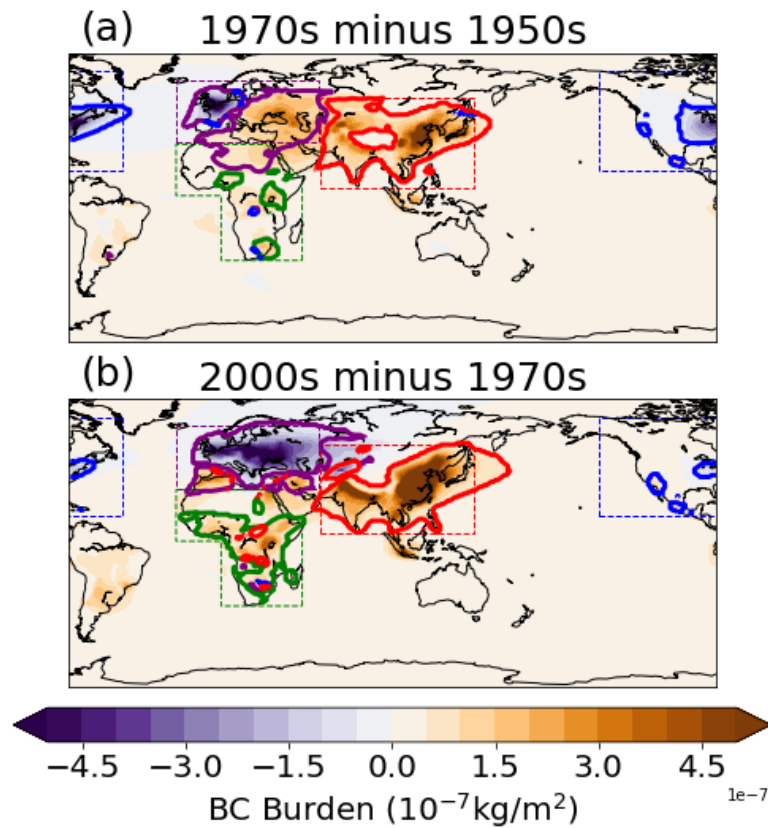 (a) 1970s minus 1950s
(b) 2000s minus 1970s
−4.5 −3.0 −1.5 0.0 1.5 3.0 4.5
1e-7
BC Burden (10⁻⁷kg/m²)